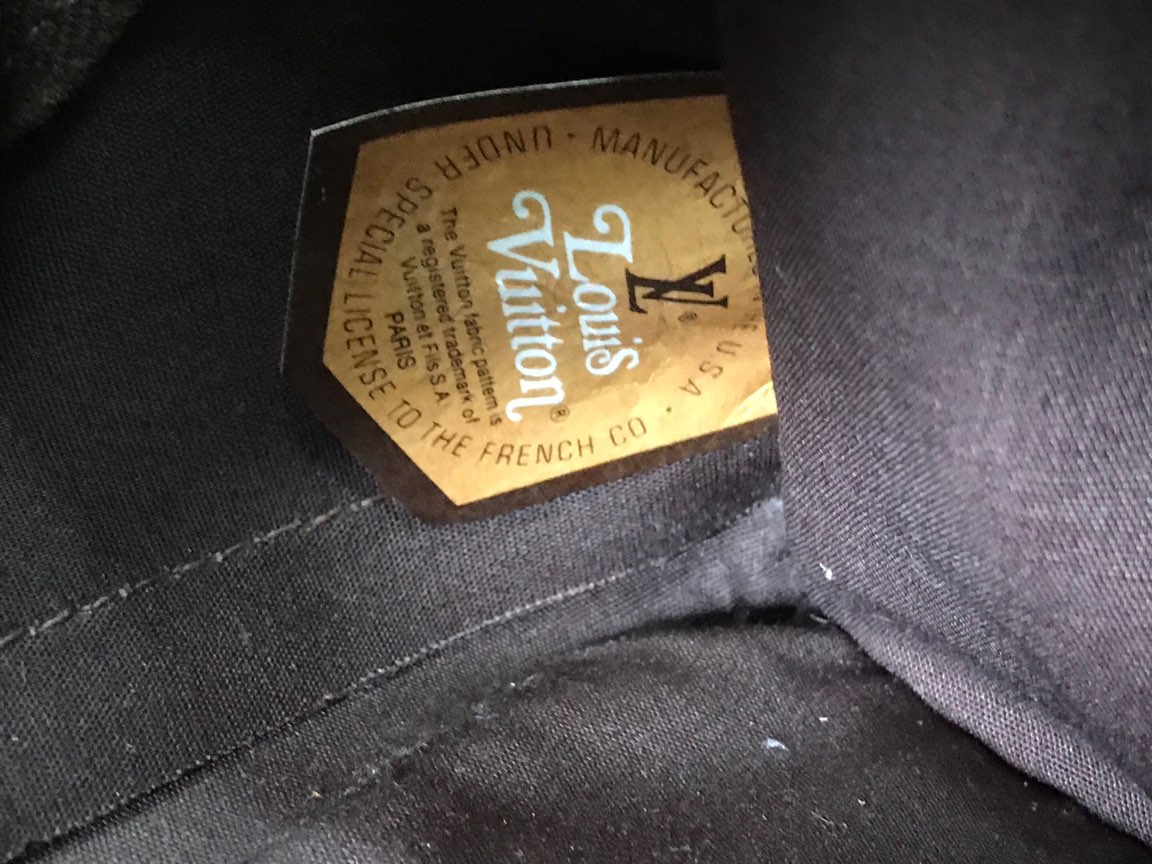 MANUFACTURED IN THE U.S.A.
UNDER SPECIAL LICENSE TO THE FRENCH CO
LV®
Louis
Vuitton®
The Vuitton fabric pattern is
a registered trademark of
Vuitton et Fils S.A
PARIS